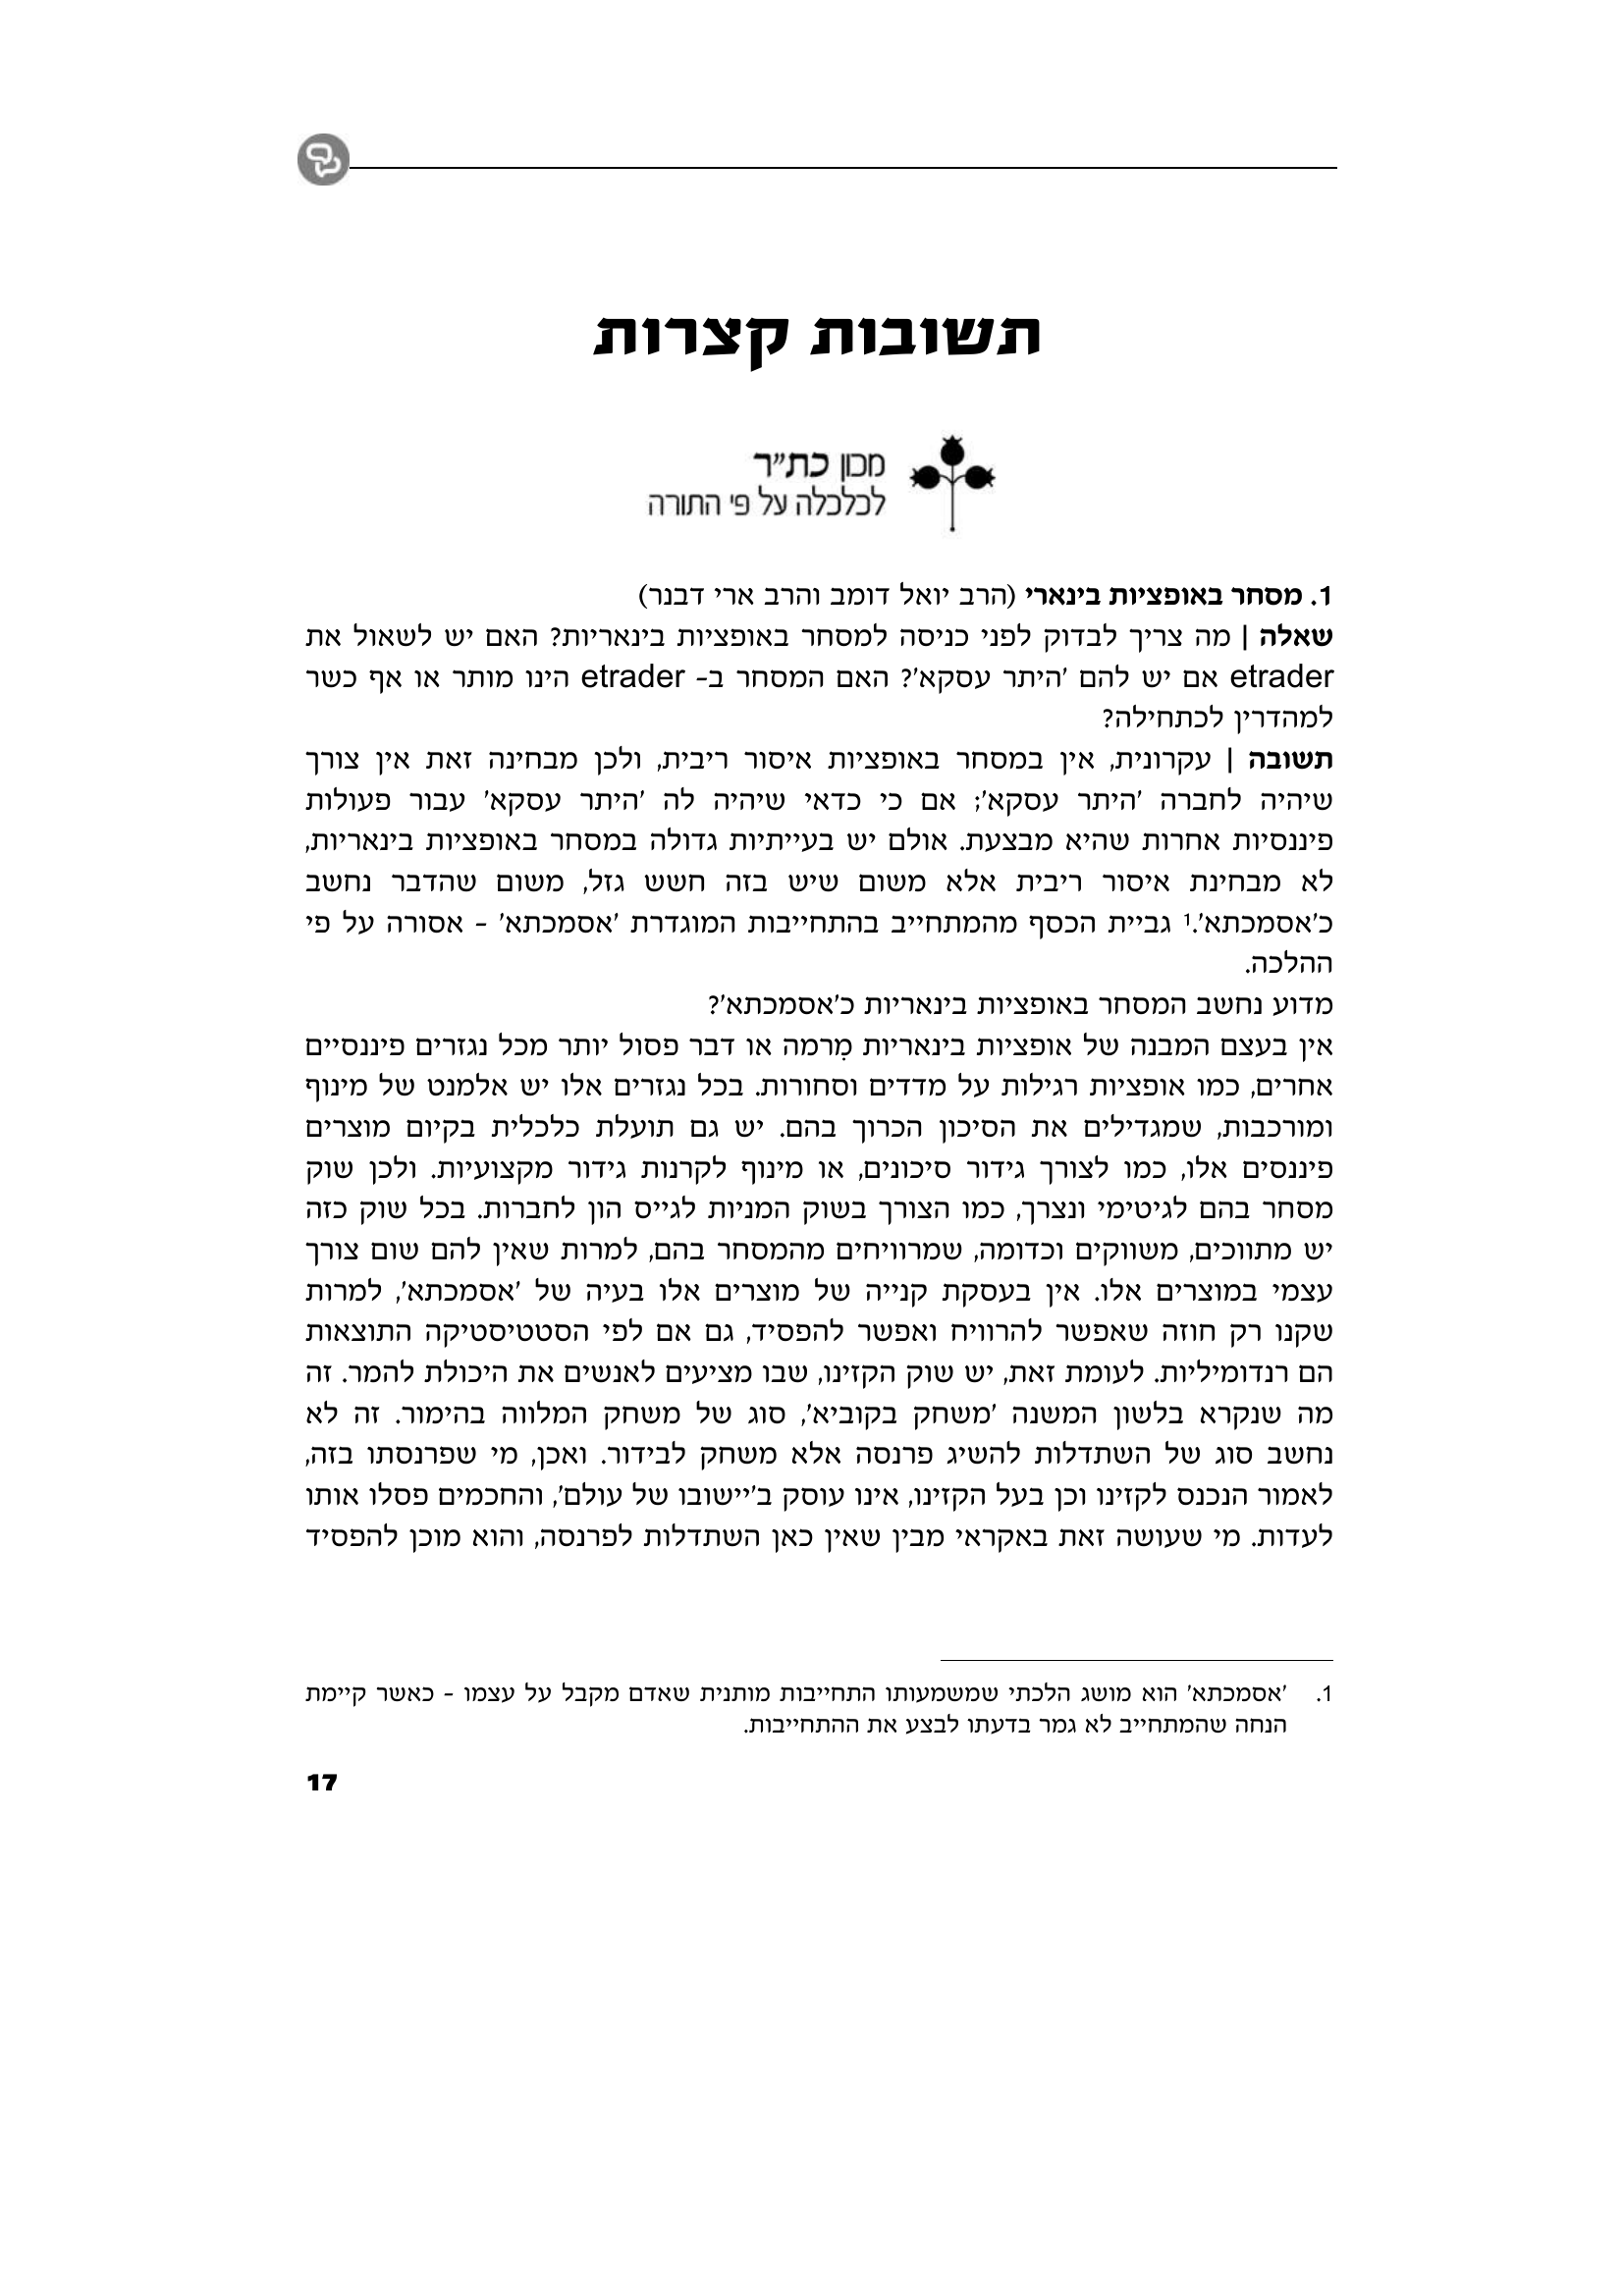 תשובות קצרות
מכון כת"ר
לכלכלה על פי התורה
1. מסחר באופציות בינארי (הרב יואל דומב והרב ארי דבנר)
שאלה | מה צריך לבדוק לפני כניסה למסחר באופציות בינאריות? האם יש לשאול את
etrader אם יש להם 'היתר עסקא'? האם המסחר ב- etrader הינו מותר או אף כשר
למהדרין לכתחילה?
תשובה | עקרונית, אין במסחר באופציות איסור ריבית, ולכן מבחינה זאת אין צורך
שיהיה לחברה 'היתר עסקא'; אם כי כדאי שיהיה לה 'היתר עסקא' עבור פעולות
פיננסיות אחרות שהיא מבצעת. אולם יש בעייתיות גדולה במסחר באופציות בינאריות,
לא מבחינת איסור ריבית אלא משום שיש בזה חשש גזל, משום שהדבר נחשב
כ'אסמכתא'.¹ גביית הכסף מהמתחייב בהתחייבות המוגדרת 'אסמכתא' - אסורה על פי
ההלכה.
מדוע נחשב המסחר באופציות בינאריות כ'אסמכתא'?
אין בעצם המבנה של אופציות בינאריות מִרמה או דבר פסול יותר מכל נגזרים פיננסיים
אחרים, כמו אופציות רגילות על מדדים וסחורות. בכל נגזרים אלו יש אלמנט של מינוף
ומורכבות, שמגדילים את הסיכון הכרוך בהם. יש גם תועלת כלכלית בקיום מוצרים
פיננסים אלו, כמו לצורך גידור סיכונים, או מינוף לקרנות גידור מקצועיות. ולכן שוק
מסחר בהם לגיטימי ונצרך, כמו הצורך בשוק המניות לגייס הון לחברות. בכל שוק כזה
יש מתווכים, משווקים וכדומה, שמרוויחים מהמסחר בהם, למרות שאין להם שום צורך
עצמי במוצרים אלו. אין בעסקת קנייה של מוצרים אלו בעיה של 'אסמכתא', למרות
שקנו רק חוזה שאפשר להרוויח ואפשר להפסיד, גם אם לפי הסטטיסטיקה התוצאות
הם רנדומיליות. לעומת זאת, יש שוק הקזינו, שבו מציעים לאנשים את היכולת להמר. זה
מה שנקרא בלשון המשנה 'משחק בקוביא', סוג של משחק המלווה בהימור. זה לא
נחשב סוג של השתדלות להשיג פרנסה אלא משחק לבידור. ואכן, מי שפרנסתו בזה,
לאמור הנכנס לקזינו וכן בעל הקזינו, אינו עוסק ב'יישובו של עולם', והחכמים פסלו אותו
לעדות. מי שעושה זאת באקראי מבין שאין כאן השתדלות לפרנסה, והוא מוכן להפסיד
1. 'אסמכתא' הוא מושג הלכתי שמשמעותו התחייבות מותנית שאדם מקבל על עצמו - כאשר קיימת
הנחה שהמתחייב לא גמר בדעתו לבצע את ההתחייבות.
17